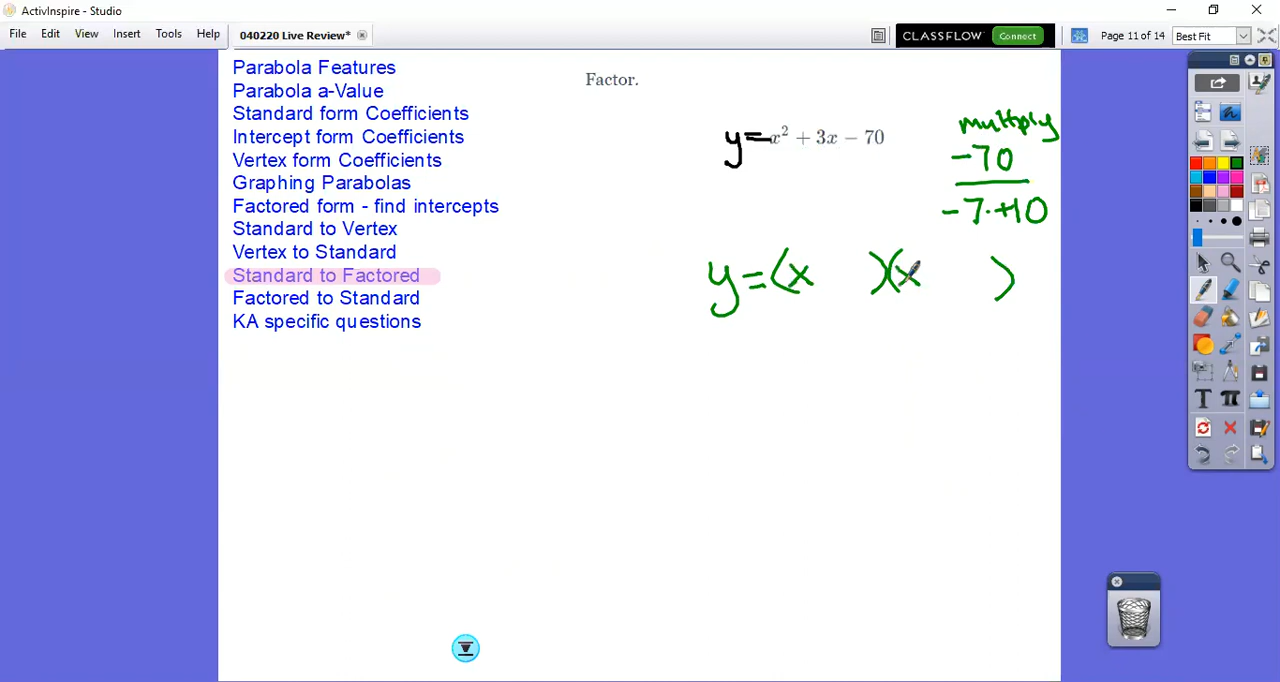 ActivInspire - Studio
File Edit View Insert Tools Help
040220 Live Review*
CLASSFLOW Connect
Page 11 of 14
Best Fit
Parabola Features
Parabola a-Value
Standard form Coefficients
Intercept form Coefficients
Vertex form Coefficients
Graphing Parabolas
Factored form - find intercepts
Standard to Vertex
Vertex to Standard
Standard to Factored
Factored to Standard
KA specific questions
Factor.
y=x² + 3x − 70
multiply
-70
-7·+10
y=(x )(x )